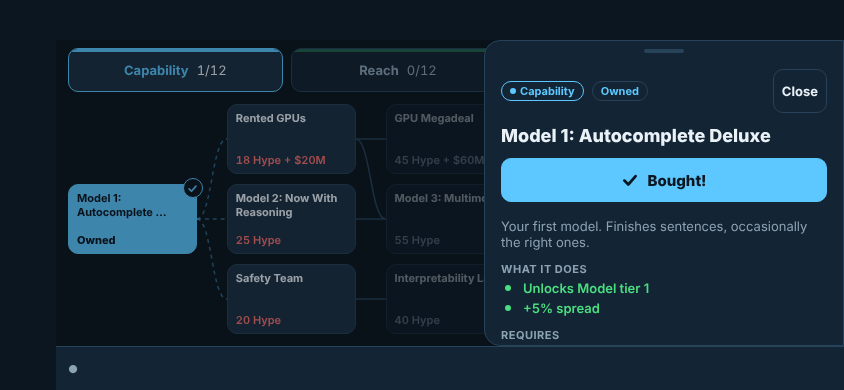 Capability 1/12
Reach 0/12
Model 1:
Autocomplete ...
Owned
Rented GPUs
18 Hype + $20M
Model 2: Now With
Reasoning
25 Hype
Safety Team
20 Hype
GPU Megadeal
45 Hype + $60M
Model 3:
55 Hype
Interpretability
40 Hype
Capability
Owned
Close
Model 1: Autocomplete Deluxe
Bought!
Your first model. Finishes sentences, occasionally
the right ones.
WHAT IT DOES
Unlocks Model tier 1
+5% spread
REQUIRES